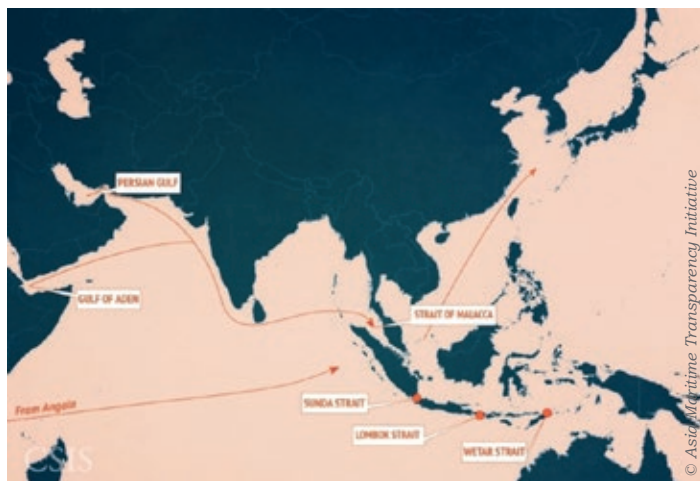 PERSIAN GULF
GULF OF ADEN
STRAIT OF MALACCA
From Angola
SUNDA STRAIT
LOMBOK STRAIT
WETAR STRAIT
CSIS
© Asia Maritime Transparency Initiative